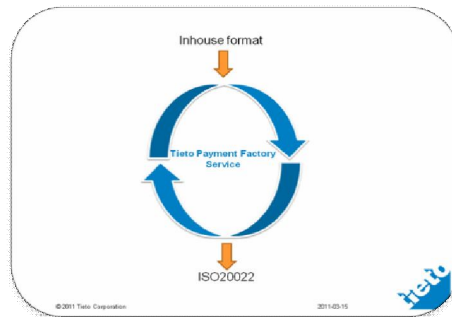 Inhouse format
Tieto Payment Factory
Service
ISO20022
©2011 Tieto Corporation
2011-03-15
tieto